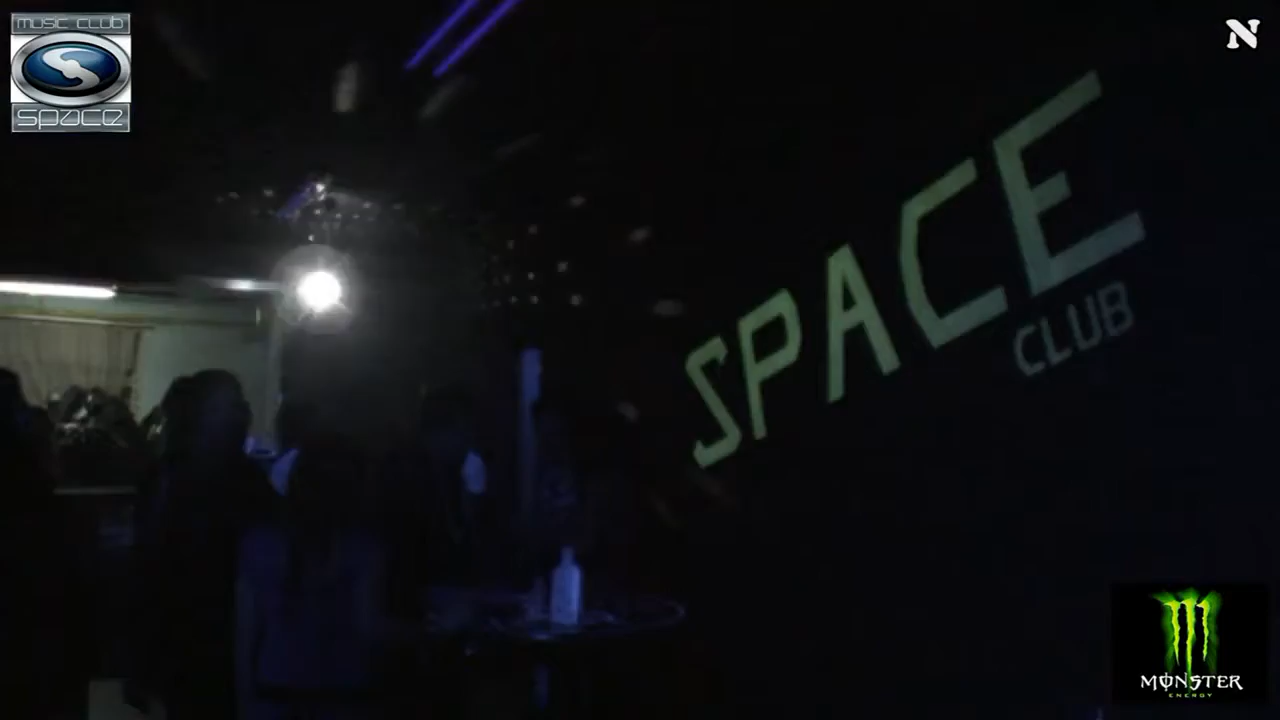 music club
space
N
SPACE
CLUB
MONSTER
ENERGY